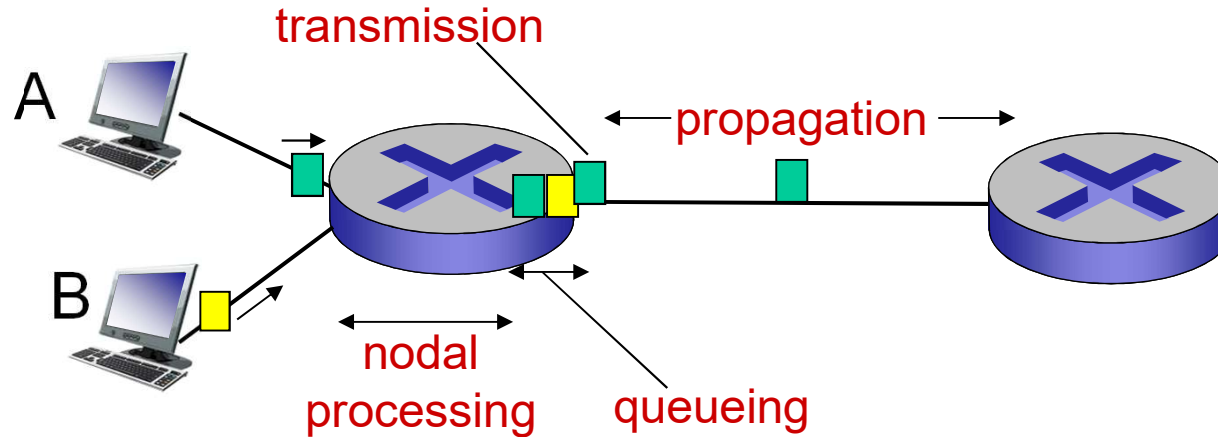 transmission
A
propagation
B
nodal
processing
queueing